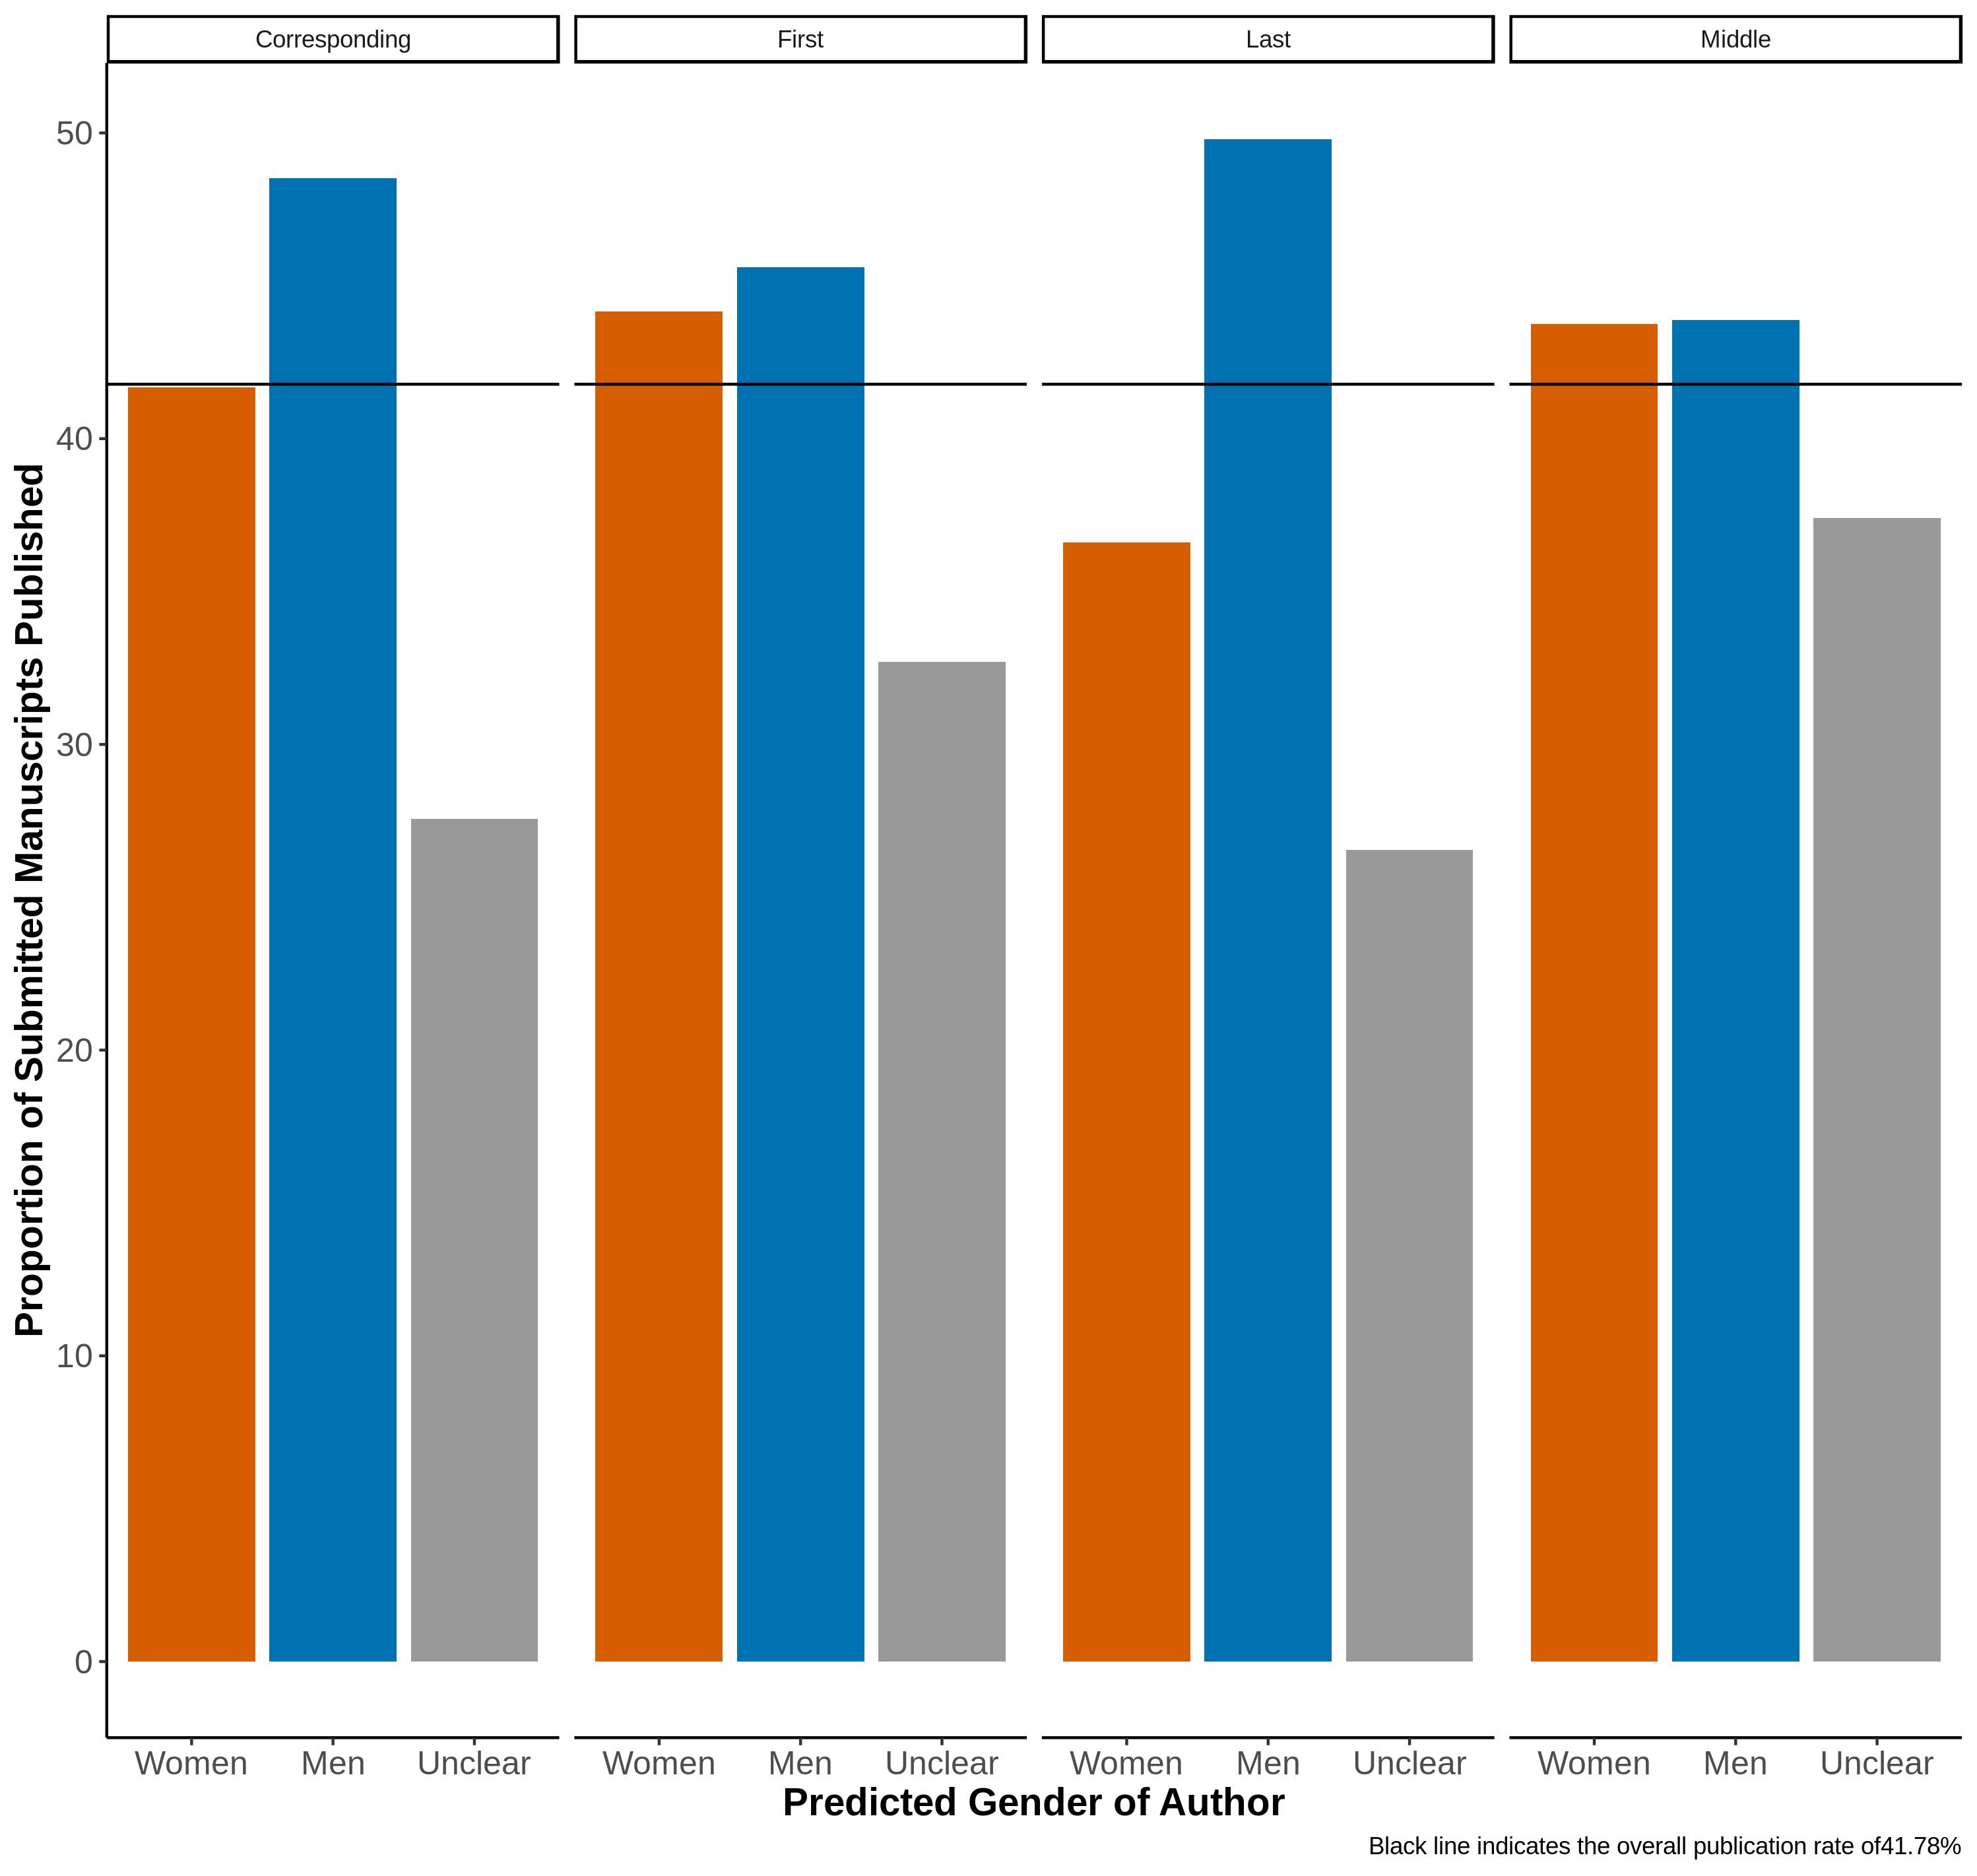 Corresponding First Last Middle
50
40
30
20
10
0
Proportion of Submitted Manuscripts Published
Women Men Unclear Women Men Unclear Women Men Unclear Women Men Unclear
Predicted Gender of Author
Black line indicates the overall publication rate of41.78%